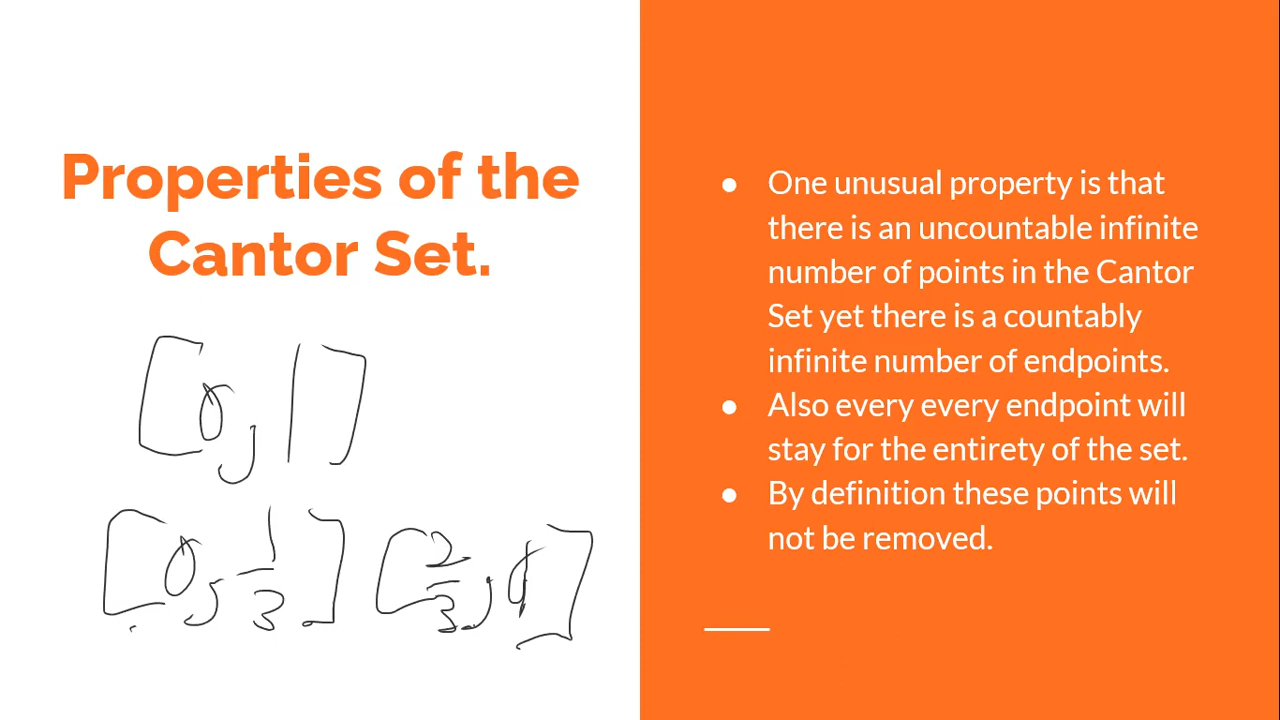 Properties of the
Cantor Set.
[0, 1]
[0, 1/3] [2/3, 1]
● One unusual property is that
there is an uncountable infinite
number of points in the Cantor
Set yet there is a countably
infinite number of endpoints.
● Also every every endpoint will
stay for the entirety of the set.
● By definition these points will
not be removed.